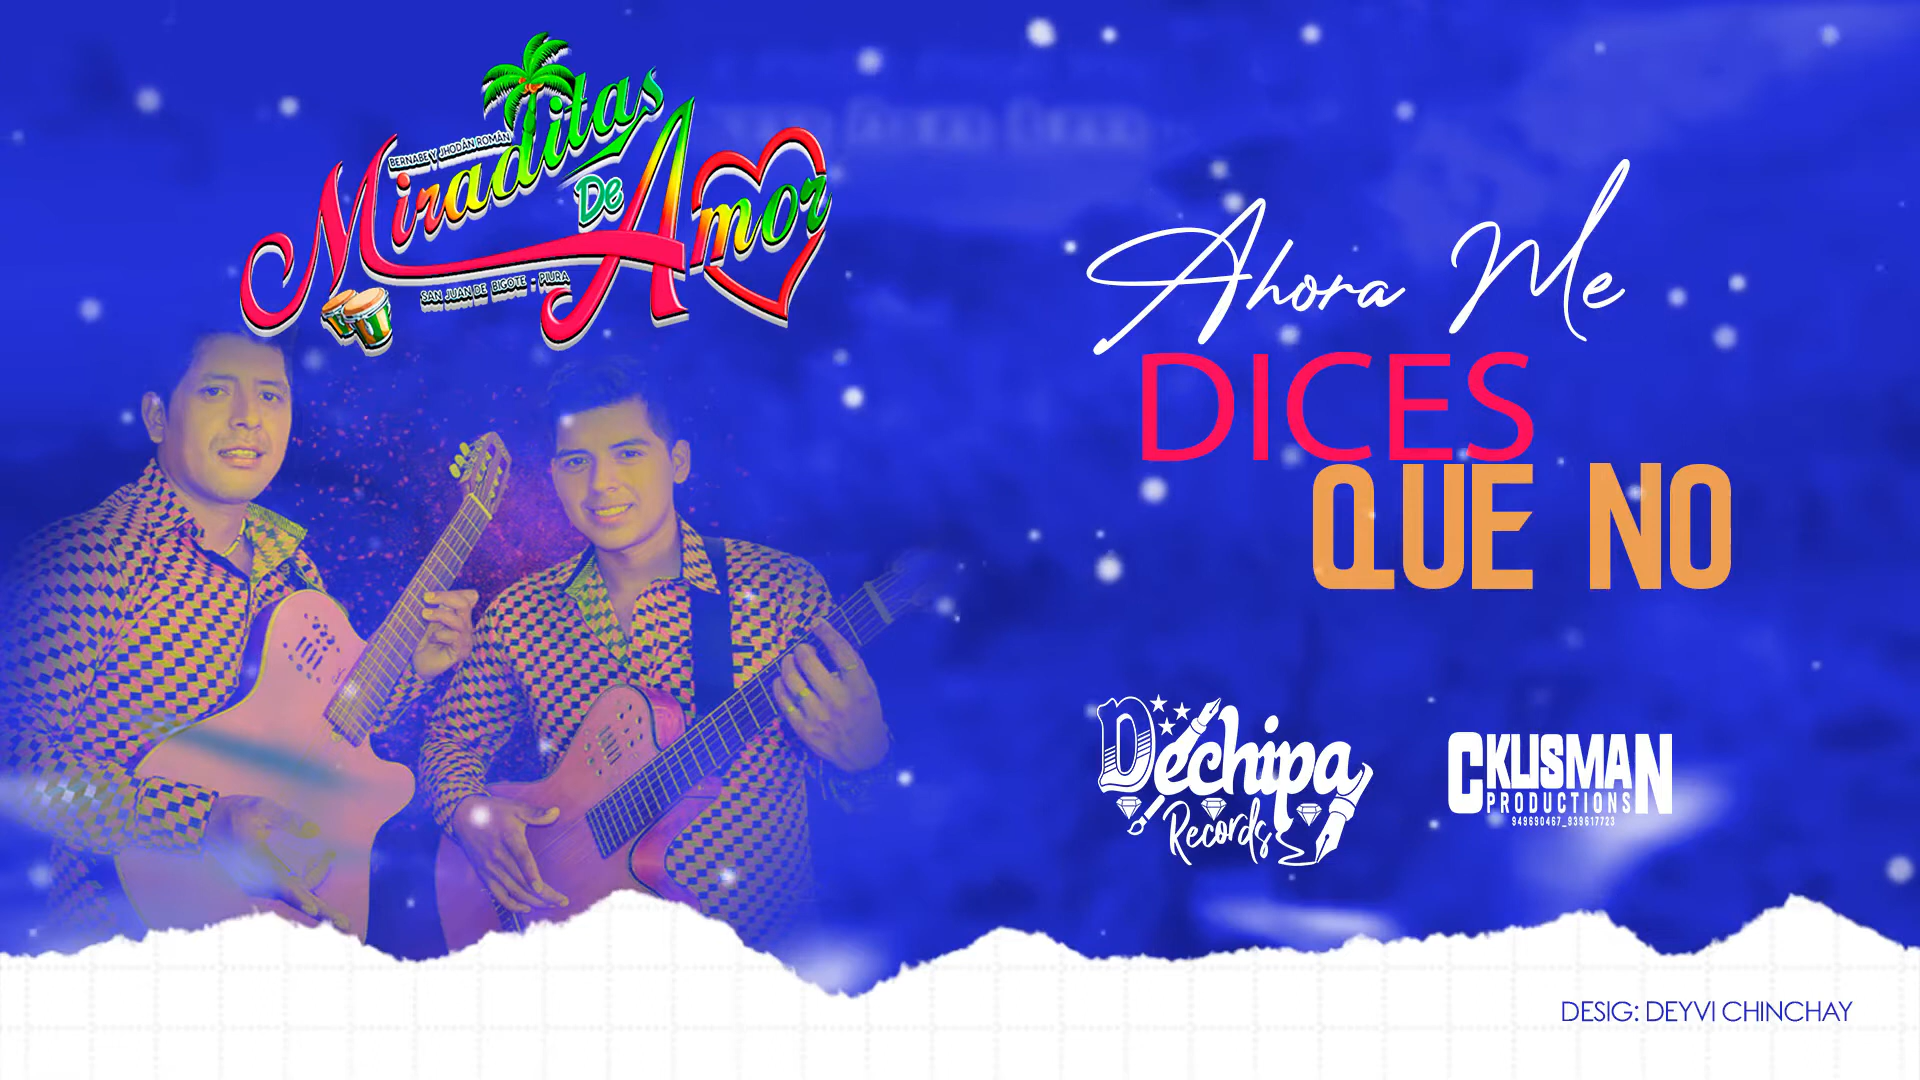 BERNABE Y JHODÁN ROMÁN
Miraditas
De Amor
SAN JUAN DE BIGOTE - PIURA
Ahora Me
DICES
QUE NO
Dechipa
Records
CKLISMAN
PRODUCTIONS
949690467_939617723
DESIG: DEYVI CHINCHAY